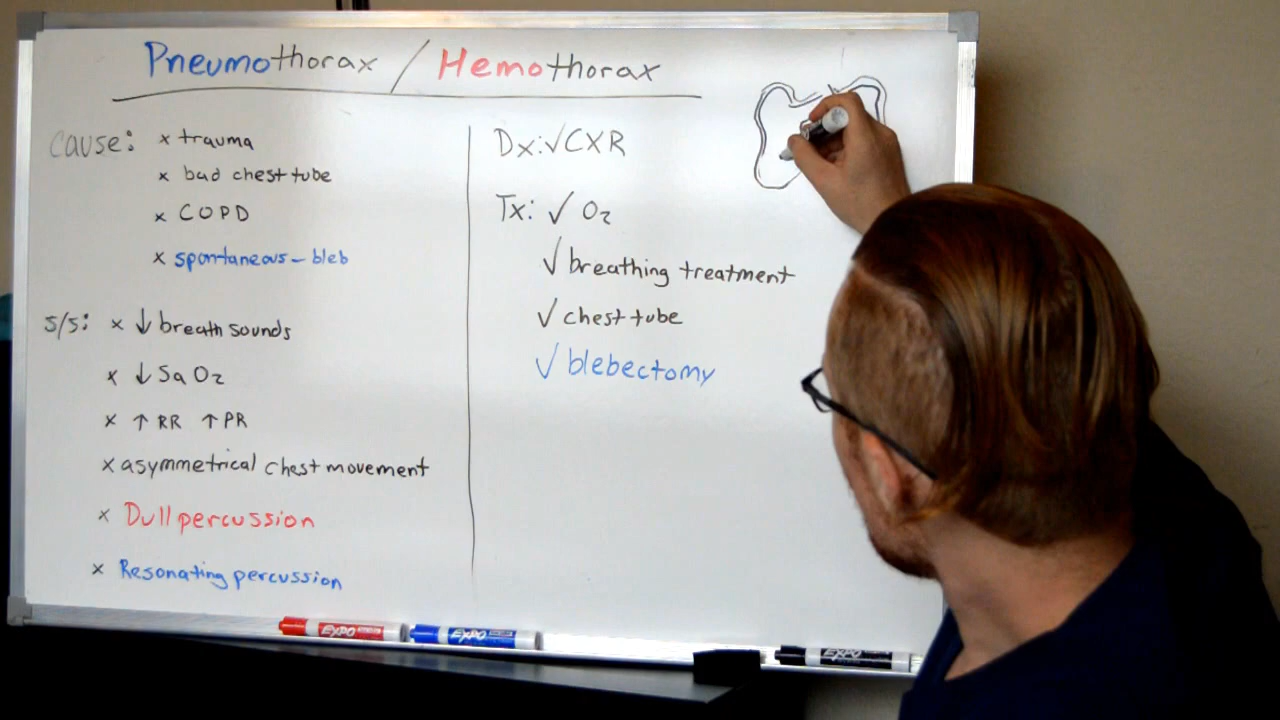 Pneumothorax / Hemothorax
cause: x trauma
x bad chest tube
x COPD
x spontaneous - bleb
s/s: x ↓ breath sounds
x ↓ SaO₂
x ↑ RR ↑ PR
x asymmetrical chest movement
x Dull percussion
x Resonating percussion
Dx: √ CXR
Tx: √ O₂
√ breathing treatment
√ chest tube
√ blebectomy
EXPO
EXPO
EXPO